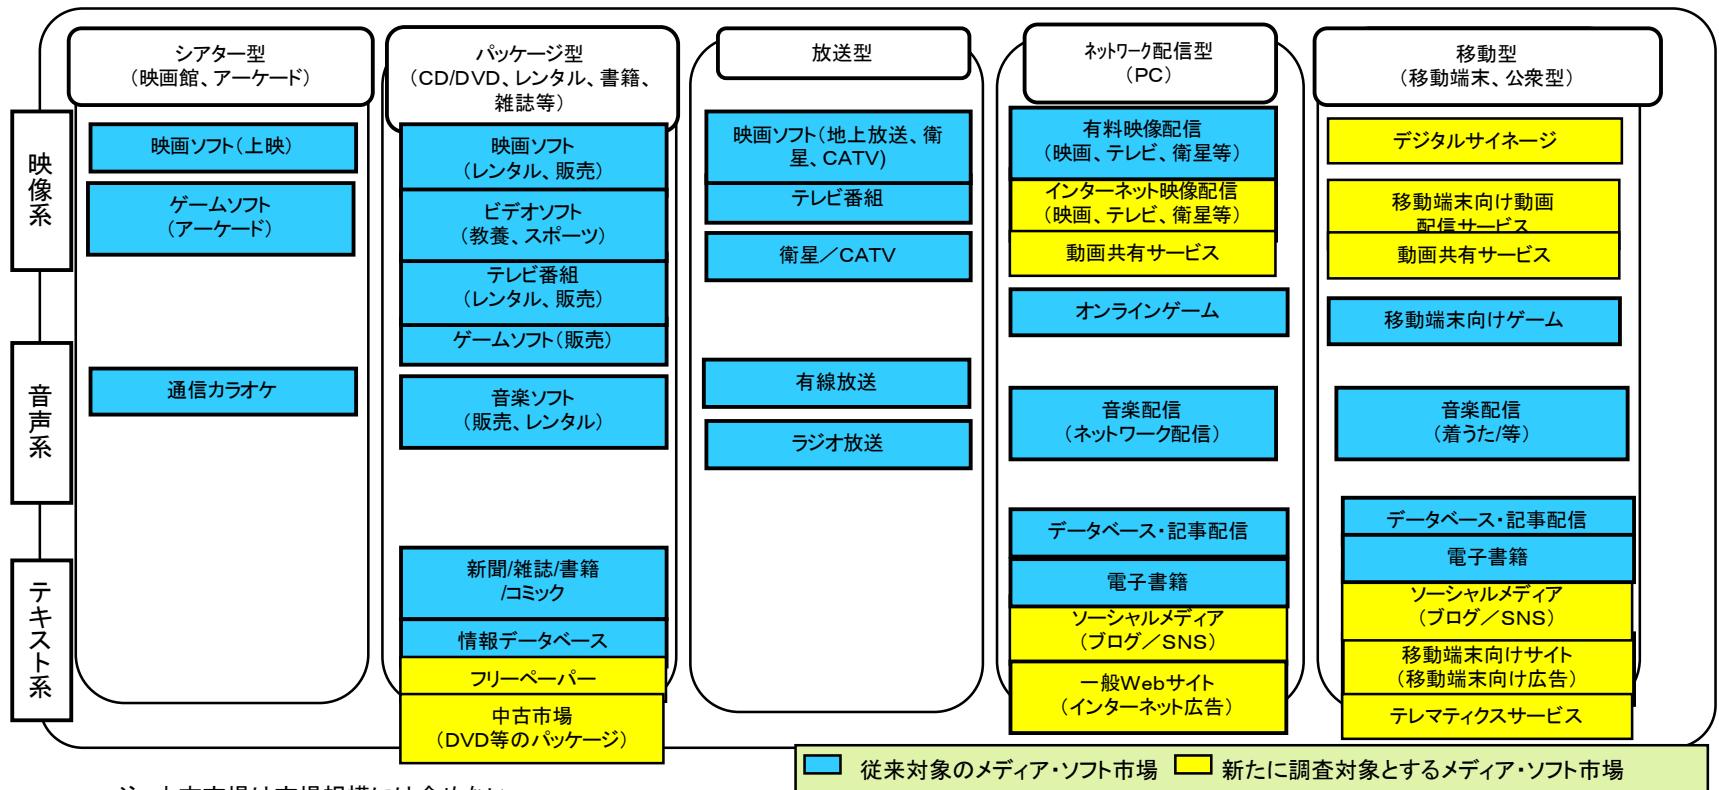 シアター型
（映画館、アーケード）
パッケージ型
（CD/DVD、レンタル、書籍、
雑誌等）
放送型
ネットワーク配信型
（PC）
移動型
（移動端末、公衆型）
映像系
音声系
テキスト系
映画ソフト（上映）
ゲームソフト
（アーケード）
通信カラオケ
映画ソフト
（レンタル、販売）
ビデオソフト
（教養、スポーツ）
テレビ番組
（レンタル、販売）
ゲームソフト（販売）
音楽ソフト
（販売、レンタル）
新聞/雑誌/書籍
/コミック
情報データベース
フリーペーパー
中古市場
（DVD等のパッケージ）
映画ソフト（地上放送、衛
星、CATV)
テレビ番組
衛星／CATV
有線放送
ラジオ放送
有料映像配信
（映画、テレビ、衛星等）
インターネット映像配信
（映画、テレビ、衛星等）
動画共有サービス
オンラインゲーム
音楽配信
（ネットワーク配信）
データベース・記事配信
電子書籍
ソーシャルメディア
（ブログ／SNS）
一般Webサイト
（インターネット広告）
デジタルサイネージ
移動端末向け動画
配信サービス
動画共有サービス
移動端末向けゲーム
音楽配信
（着うた/等）
データベース・記事配信
電子書籍
ソーシャルメディア
（ブログ／SNS）
移動端末向けサイト
（移動端末向け広告）
テレマティクスサービス
従来対象のメディア・ソフト市場
新たに調査対象とするメディア・ソフト市場